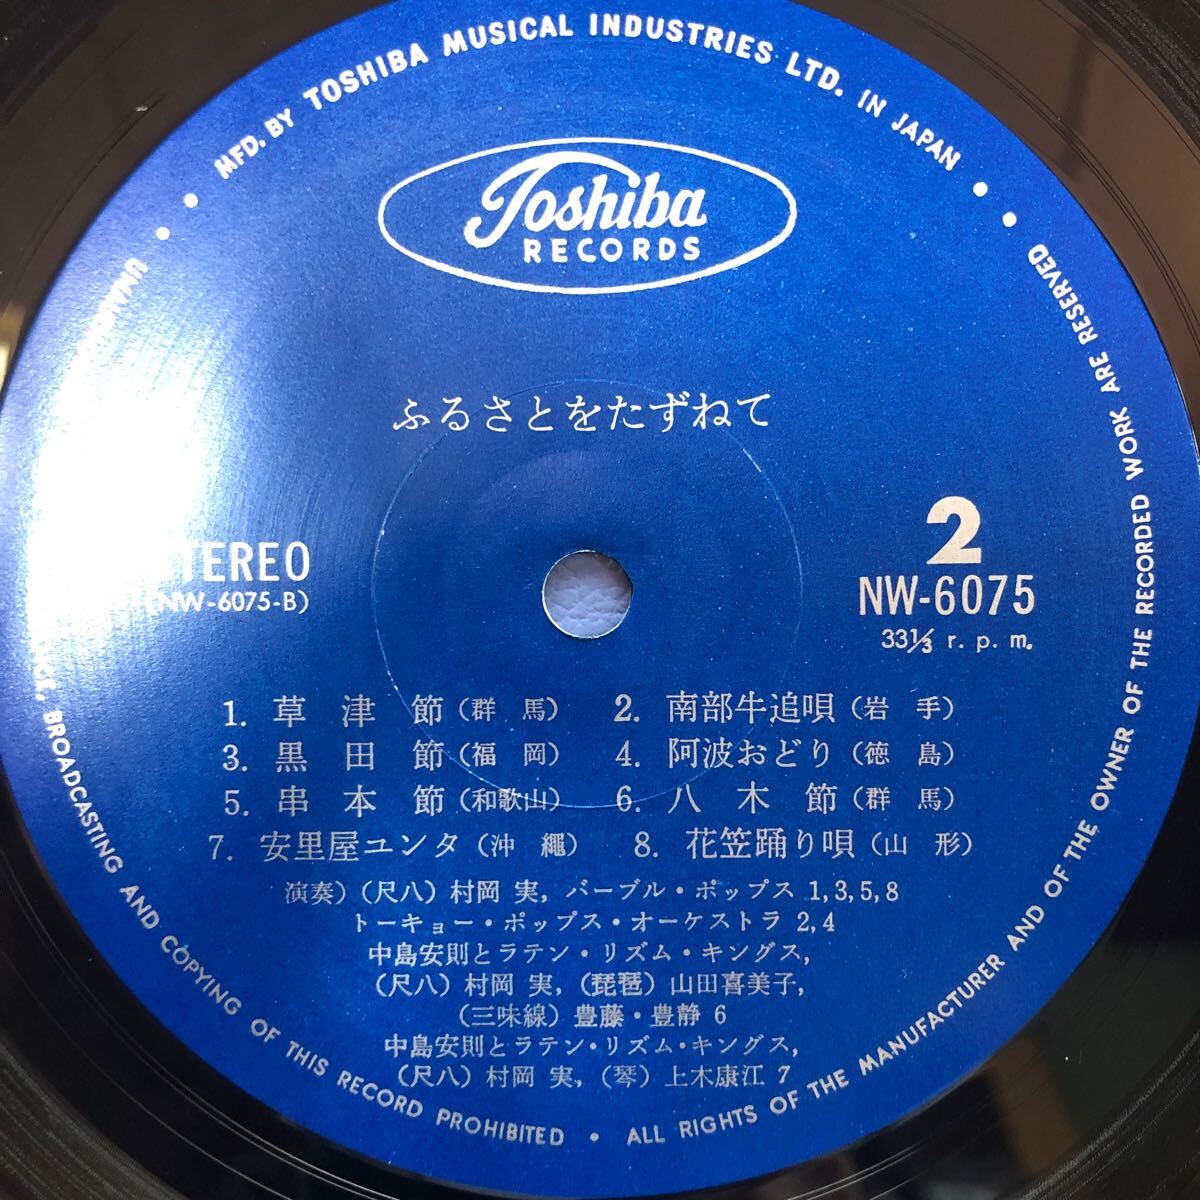 MFD. BY TOSHIBA MUSICAL INDUSTRIES LTD. IN JAPAN
Toshiba
RECORDS
ふるさとをたずねて
STEREO
(NW-6075-B)
2
NW-6075
33⅓ r. p. m.
1. 草津節 (群馬) 2. 南部牛追唄 (岩手)
3. 黒田節 (福岡) 4. 阿波おどり (徳島)
5. 串本節 (和歌山) 6. 八木節 (群馬)
7. 安里屋ユンタ (沖繩) 8. 花笠踊り唄 (山形)
演奏) (尺八) 村岡 実, バーブル・ポップス 1,3,5,8
トーキョー・ポップス・オーケストラ 2,4
中島安則とラテン・リズム・キングス,
(尺八) 村岡 実, (琵琶) 山田喜美子,
(三味線) 豊藤・豊静 6
中島安則とラテン・リズム・キングス,
(尺八) 村岡 実, (琴) 上木康江 7
ALL RIGHTS OF THE MANUFACTURER AND OF THE OWNER OF THE RECORDED WORK ARE RESERVED
BROADCASTING AND COPYING OF THIS RECORD PROHIBITED